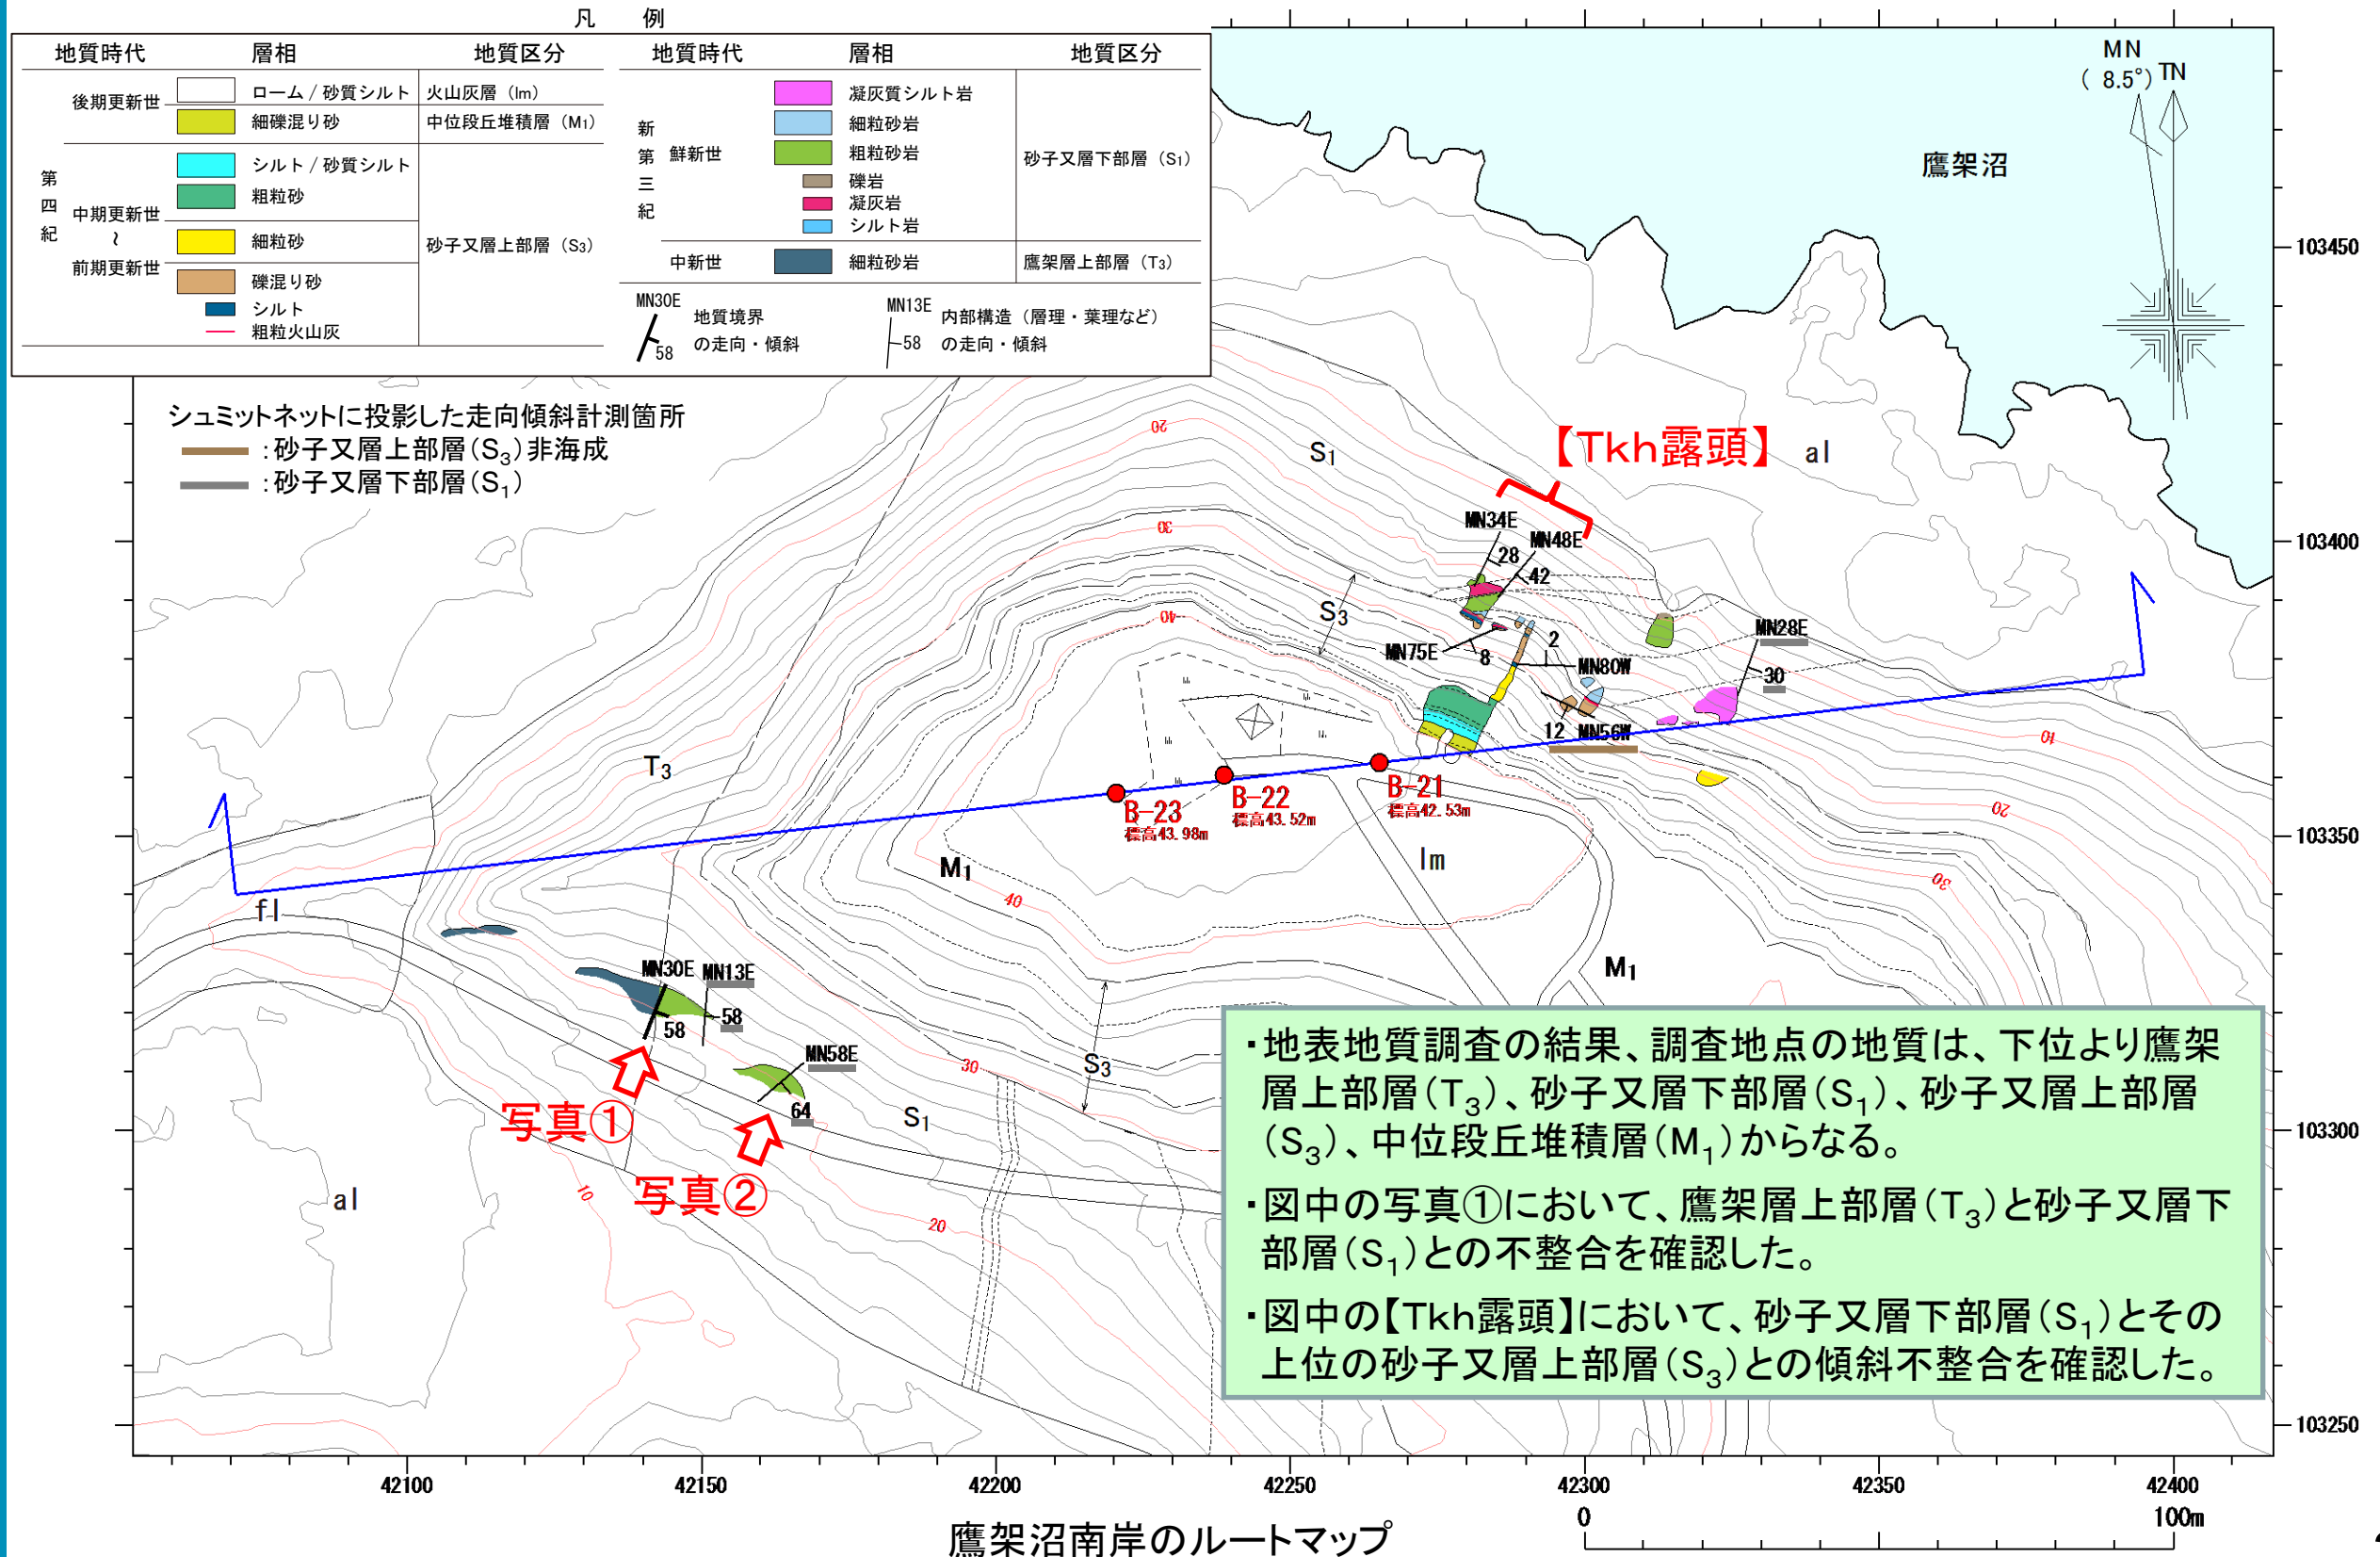 凡　例
地質時代　層相　地質区分
後期更新世　ローム / 砂質シルト　火山灰層 (lm)
細礫混り砂　中位段丘堆積層 (M1)
第四紀
中期更新世
～
前期更新世
シルト / 砂質シルト
粗粒砂
細粒砂
砂子又層上部層 (S3)
礫混り砂
シルト
粗粒火山灰
地質時代　層相　地質区分
新第三紀
鮮新世
凝灰質シルト岩
細粒砂岩
粗粒砂岩
砂子又層下部層 (S1)
礫岩
凝灰岩
シルト岩
中新世　細粒砂岩　鷹架層上部層 (T3)
MN30E
58
地質境界
の走向・傾斜
MN13E
58
内部構造 (層理・葉理など)
の走向・傾斜
シュミットネットに投影した走向傾斜計測箇所
:砂子又層上部層(S3)非海成
:砂子又層下部層(S1)
MN
( 8.5°)
TN
鷹架沼
103450
20
S1
【Tkh露頭】
al
30
MN34E
28
MN48E
42
103400
40
S3
MN75E
8
2
MN80W
MN28E
30
12
MN56W
10
T3
B-23
標高43.98m
B-22
標高43.52m
B-21
標高42.53m
20
103350
M1
lm
40
30
fl
MN30E
MN13E
58
58
M1
MN58E
64
30
S3
写真①
S1
写真②
103300
al
10
20
・地表地質調査の結果、調査地点の地質は、下位より鷹架
層上部層(T3)、砂子又層下部層(S1)、砂子又層上部層
(S3)、中位段丘堆積層(M1)からなる。
・図中の写真①において、鷹架層上部層(T3)と砂子又層下
部層(S1)との不整合を確認した。
・図中の【Tkh露頭】において、砂子又層下部層(S1)とその
上位の砂子又層上部層(S3)との傾斜不整合を確認した。
103250
42100　42150　42200　42250　42300　42350　42400
0　100m
鷹架沼南岸のルートマップ